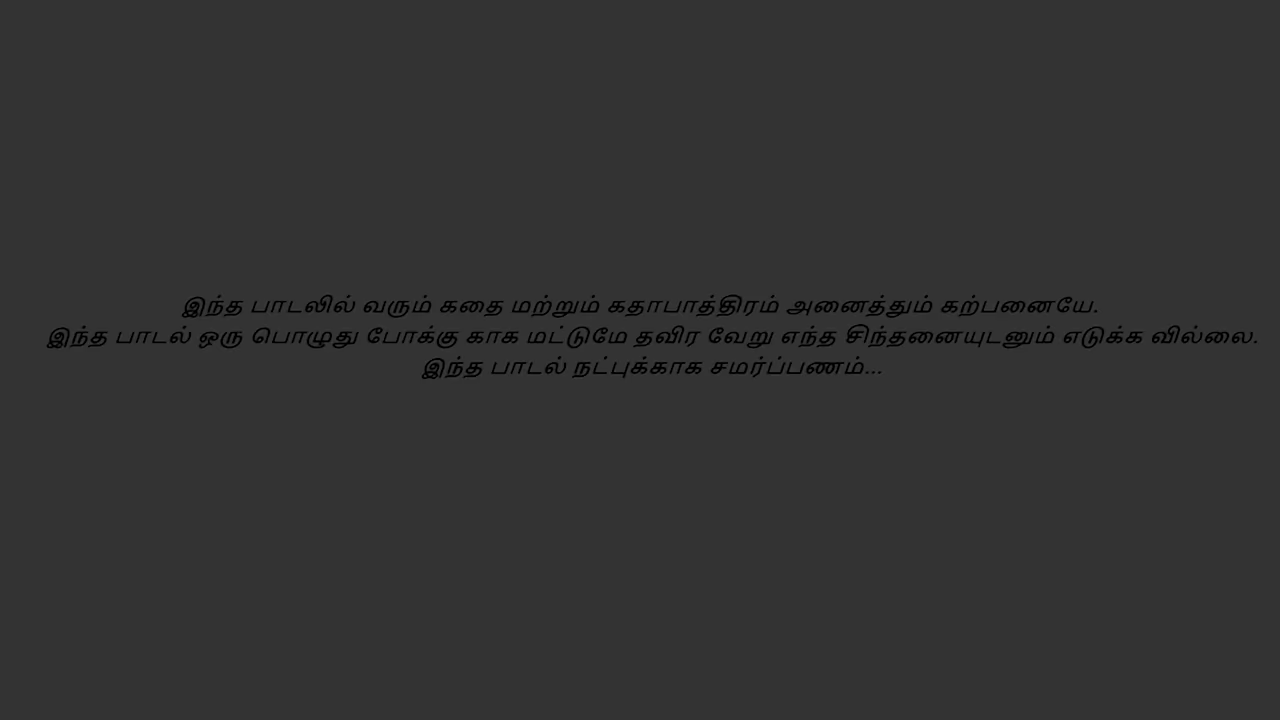 இந்த பாடலில் வரும் கதை மற்றும் கதாபாத்திரம் அனைத்தும் கற்பனையே.
இந்த பாடல் ஒரு பொழுது போக்கு காக மட்டுமே தவிர வேறு எந்த சிந்தனையுடனும் எடுக்க வில்லை.
இந்த பாடல் நட்புக்காக சமர்ப்பணம்...